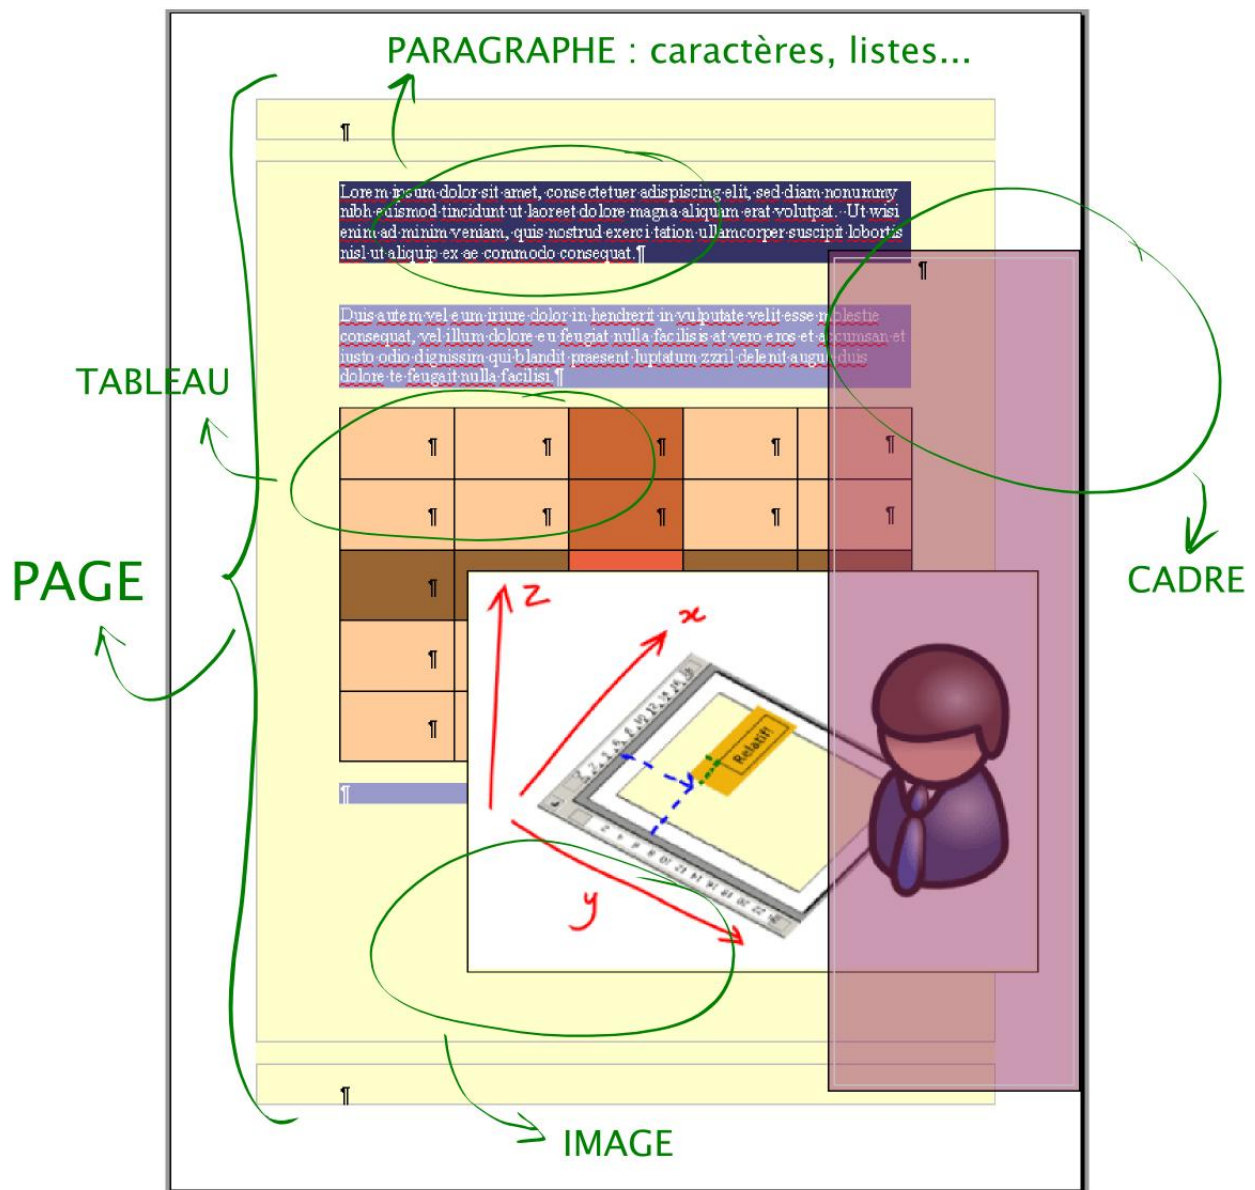 PARAGRAPHE : caractères, listes...
¶
Lorem·ipsum·dolor·sit·amet,·consectetuer·adispiscing·elit,·sed·diam·nonummy
nibh·euismod·tincidunt·ut·laoreet·dolore·magna·aliquam·erat·volutpat.··Ut·wisi
enim·ad·minim·veniam,·quis·nostrud·exerci·tation·ullamcorper·suscipit·lobortis
nisl·ut·aliquip·ex·ae·commodo·consequat.¶
¶
Duis·autem·vel·eum·iriure·dolor·in·hendrerit·in·vulputate·velit·esse·molestie
consequat,·vel·illum·dolore·eu·feugiat·nulla·facilisis·at·vero·eros·et·accumsan·et
iusto·odio·dignissim·qui·blandit·praesent·luptatum·zzril·delenit·augue·duis
dolore·te·feugait·nulla·facilisi.¶
TABLEAU
¶ ¶ ¶ ¶ ¶
¶ ¶ ¶ ¶ ¶
PAGE
CADRE
¶
z
x
¶
¶
Relatif!
¶
y
¶
IMAGE